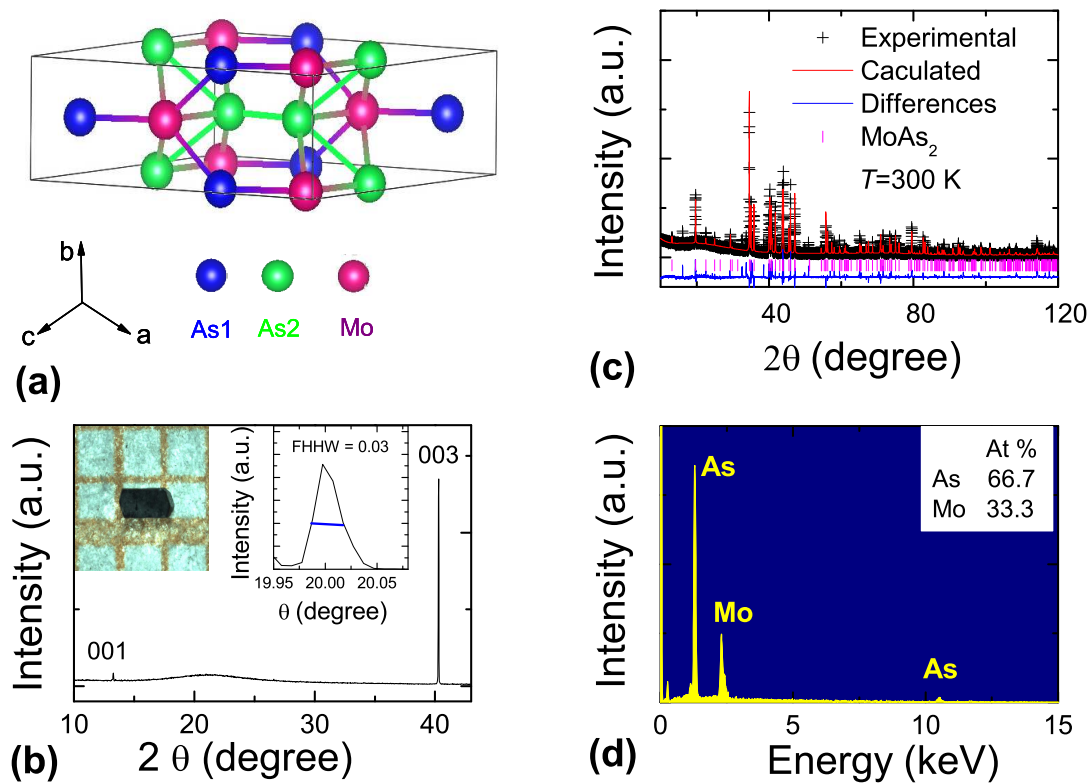 b
c
a
As1
As2
Mo
(a)
Intensity (a.u.)
Experimental
Caculated
Differences
MoAs₂
T=300 K
40
80
120
2θ (degree)
(c)
Intensity (a.u.)
001
003
Intensity (a.u.)
FHHW = 0.03
19.95
20.00
20.05
θ (degree)
10
20
30
40
2 θ (degree)
(b)
Intensity (a.u.)
As
Mo
As
At %
As 66.7
Mo 33.3
0
5
10
15
Energy (keV)
(d)